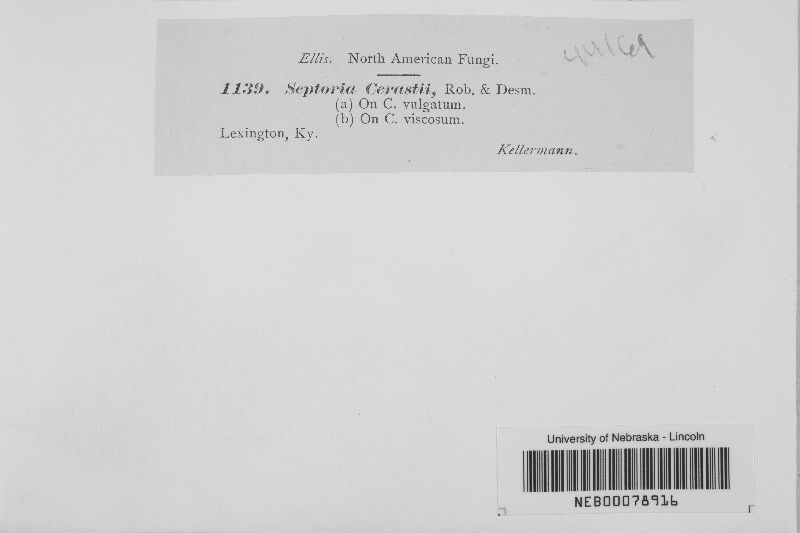 Ellis. North American Fungi.
1139. Septoria Cerastii, Rob. & Desm.
(a) On C. vulgatum.
(b) On C. viscosum.
Lexington, Ky.
Kellermann.
University of Nebraska - Lincoln
NEB00078916